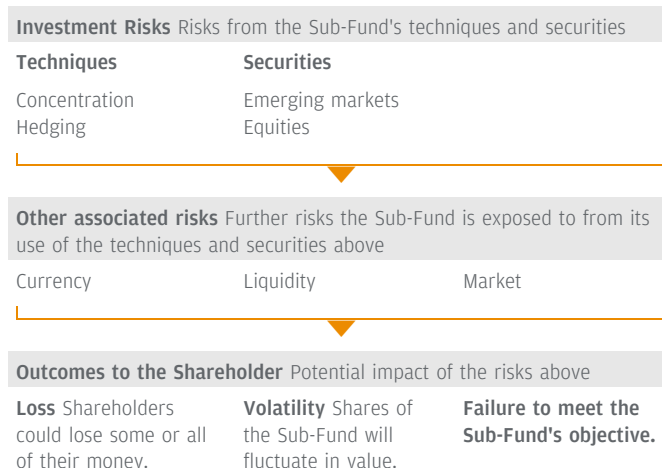 Investment Risks Risks from the Sub-Fund's techniques and securities
Techniques Securities
Concentration Emerging markets
Hedging Equities
Other associated risks Further risks the Sub-Fund is exposed to from its
use of the techniques and securities above
Currency Liquidity Market
Outcomes to the Shareholder Potential impact of the risks above
Loss Shareholders Volatility Shares of Failure to meet the
could lose some or all the Sub-Fund will Sub-Fund's objective.
of their money. fluctuate in value.